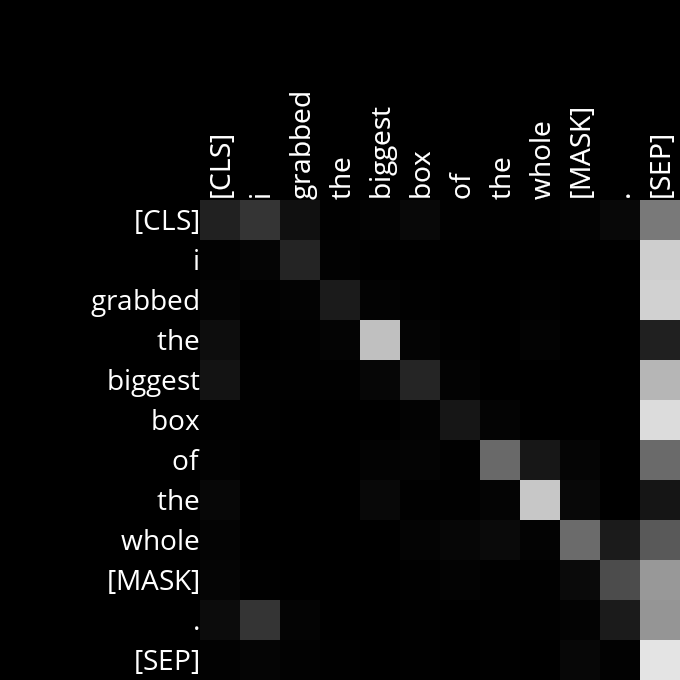 [CLS]
i
grabbed
the
biggest
box
of
the
whole
[MASK]
.
[SEP]
[CLS]
i
grabbed
the
biggest
box
of
the
whole
[MASK]
.
[SEP]